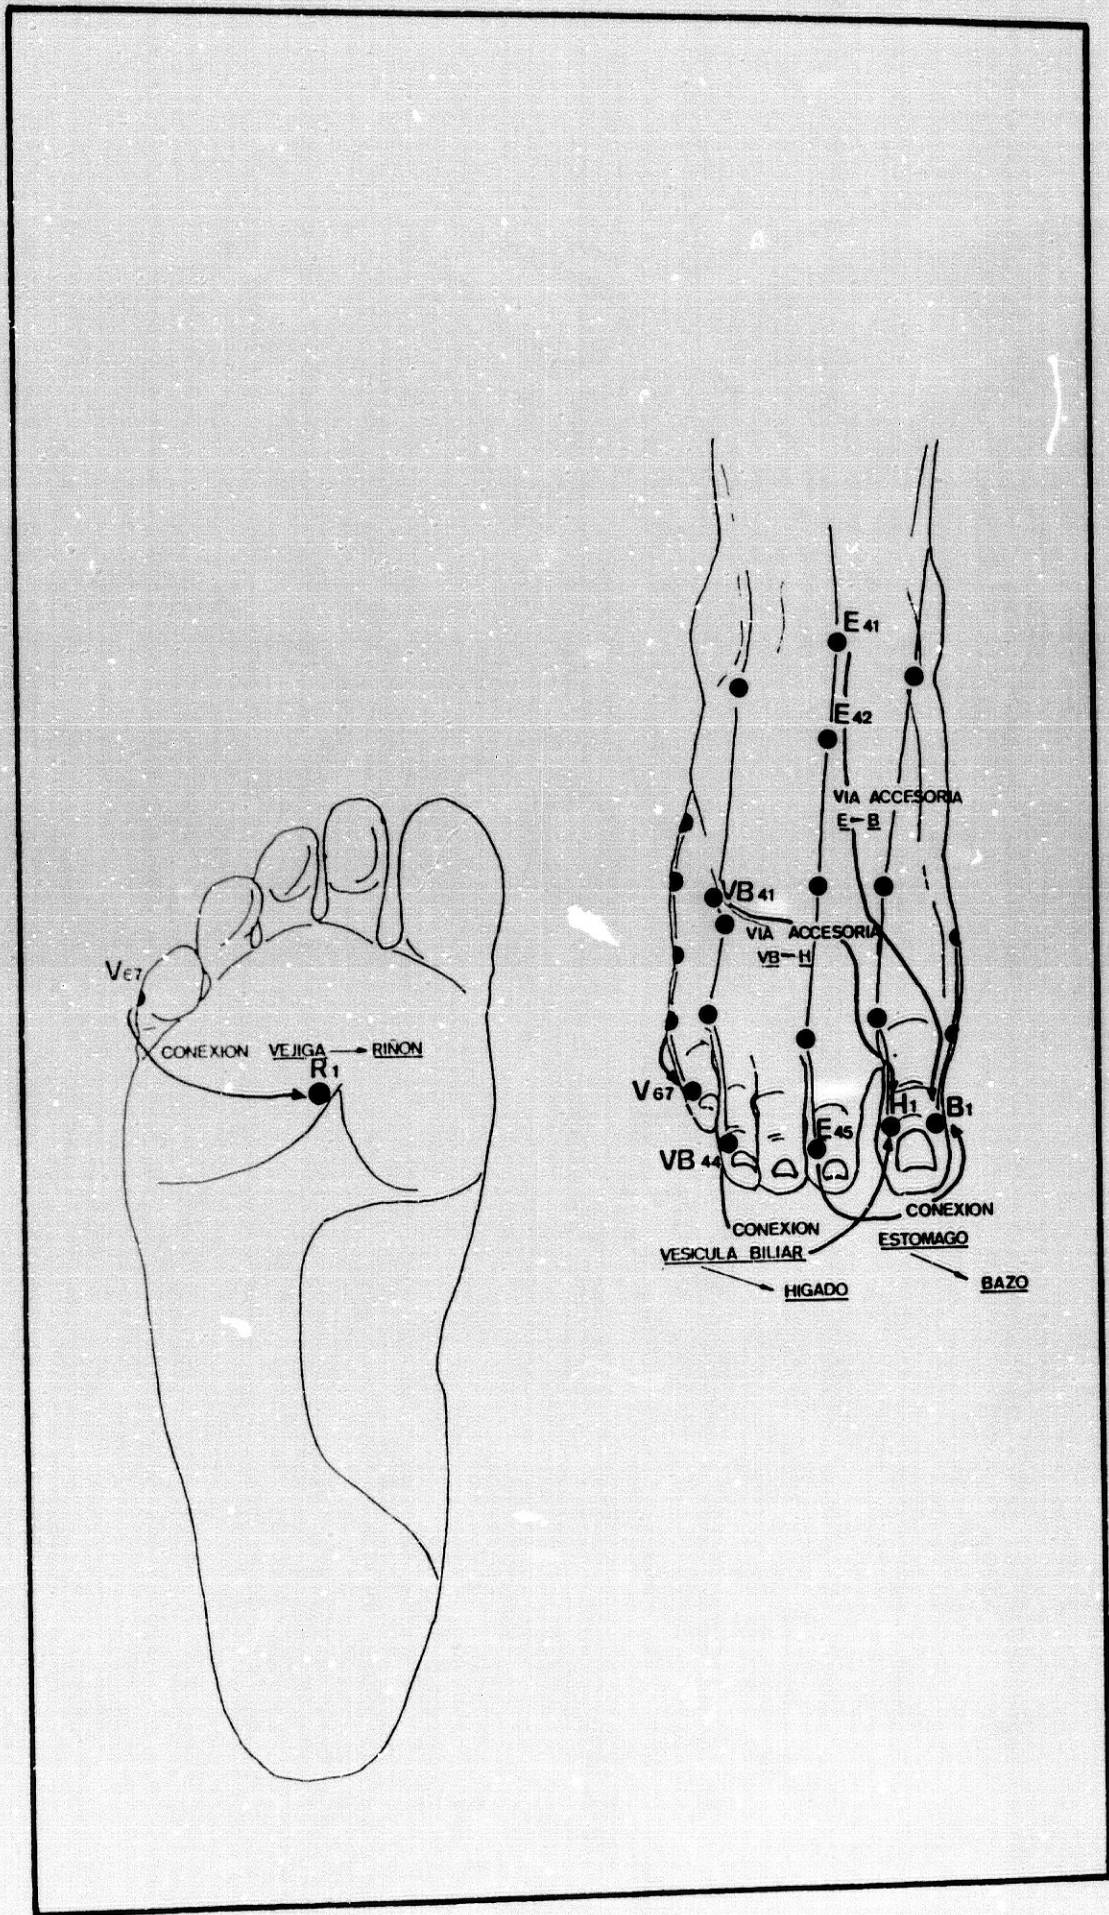 V67
CONEXION VEJIGA → RIÑON
R1
E41
E42
VIA ACCESORIA
E–B
VB41
VIA ACCESORIA
VB–H
V67
VB44
E45
H1
B1
CONEXION
VESICULA BILIAR
HIGADO
CONEXION
ESTOMAGO
BAZO